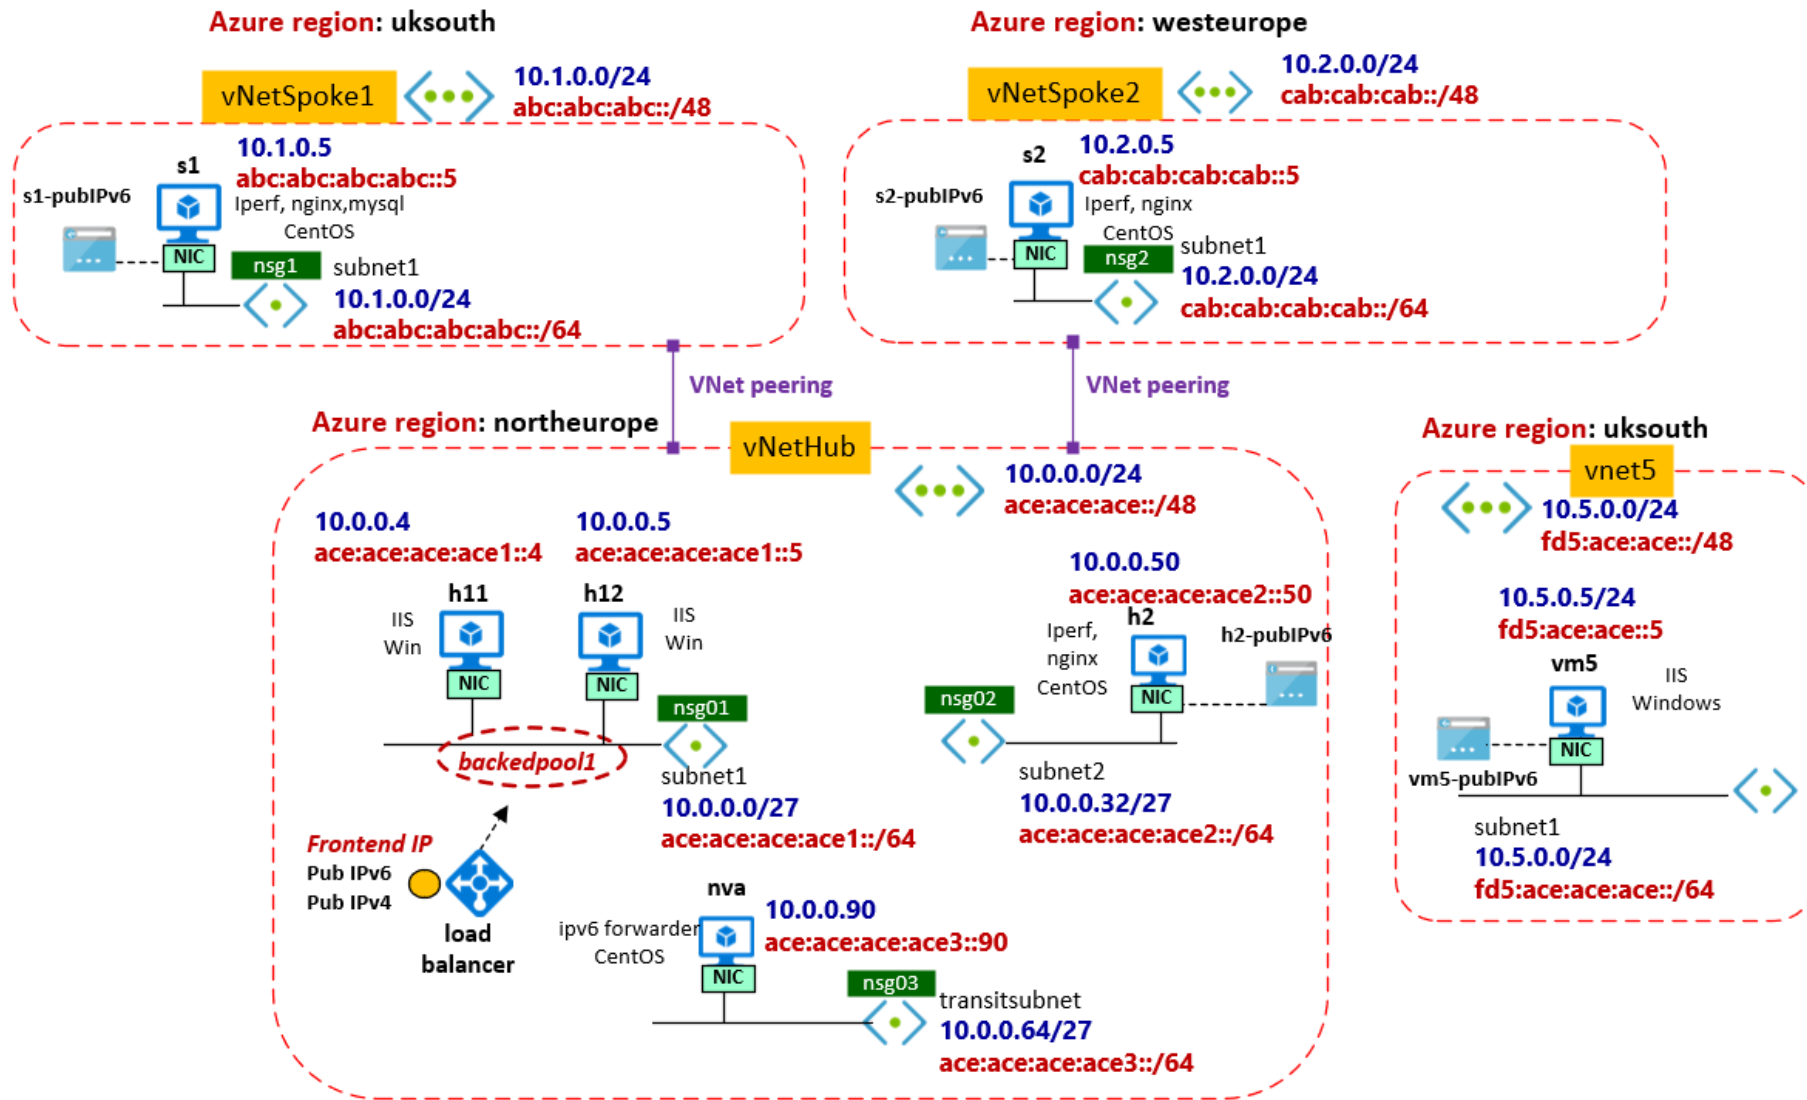 Azure region: uksouth
vNetSpoke1
10.1.0.0/24
abc:abc:abc::/48
s1
10.1.0.5
abc:abc:abc:abc::5
Iperf, nginx,mysql
CentOS
s1-pubIPv6
NIC
nsg1
subnet1
10.1.0.0/24
abc:abc:abc:abc::/64
Azure region: westeurope
vNetSpoke2
10.2.0.0/24
cab:cab:cab::/48
s2
10.2.0.5
cab:cab:cab:cab::5
Iperf, nginx
CentOS
s2-pubIPv6
NIC
nsg2
subnet1
10.2.0.0/24
cab:cab:cab:cab::/64
VNet peering
VNet peering
Azure region: northeurope
vNetHub
10.0.0.0/24
ace:ace:ace::/48
10.0.0.4
ace:ace:ace:ace1::4
h11
IIS
Win
NIC
10.0.0.5
ace:ace:ace:ace1::5
h12
IIS
Win
NIC
nsg01
backedpool1
subnet1
10.0.0.0/27
ace:ace:ace:ace1::/64
Frontend IP
Pub IPv6
Pub IPv4
load
balancer
10.0.0.50
ace:ace:ace:ace2::50
h2
Iperf,
nginx
CentOS
h2-pubIPv6
NIC
nsg02
subnet2
10.0.0.32/27
ace:ace:ace:ace2::/64
nva
10.0.0.90
ace:ace:ace:ace3::90
ipv6 forwarder
CentOS
NIC
nsg03
transitsubnet
10.0.0.64/27
ace:ace:ace:ace3::/64
Azure region: uksouth
vnet5
10.5.0.0/24
fd5:ace:ace::/48
10.5.0.5/24
fd5:ace:ace::5
vm5
IIS
Windows
NIC
vm5-pubIPv6
subnet1
10.5.0.0/24
fd5:ace:ace:ace::/64